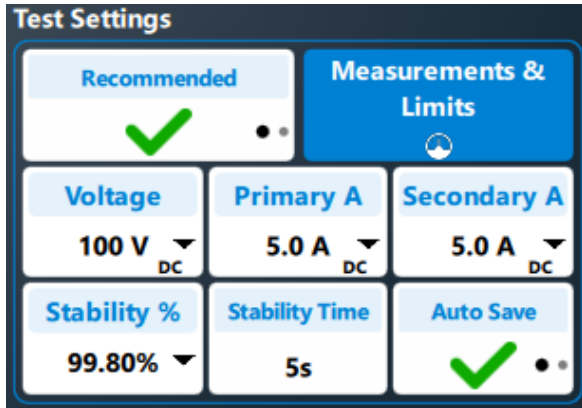 Test Settings
Recommended
Measurements &
Limits
Voltage
Primary A
Secondary A
100 V
DC
5.0 A
DC
5.0 A
DC
Stability %
Stability Time
Auto Save
99.80%
5s